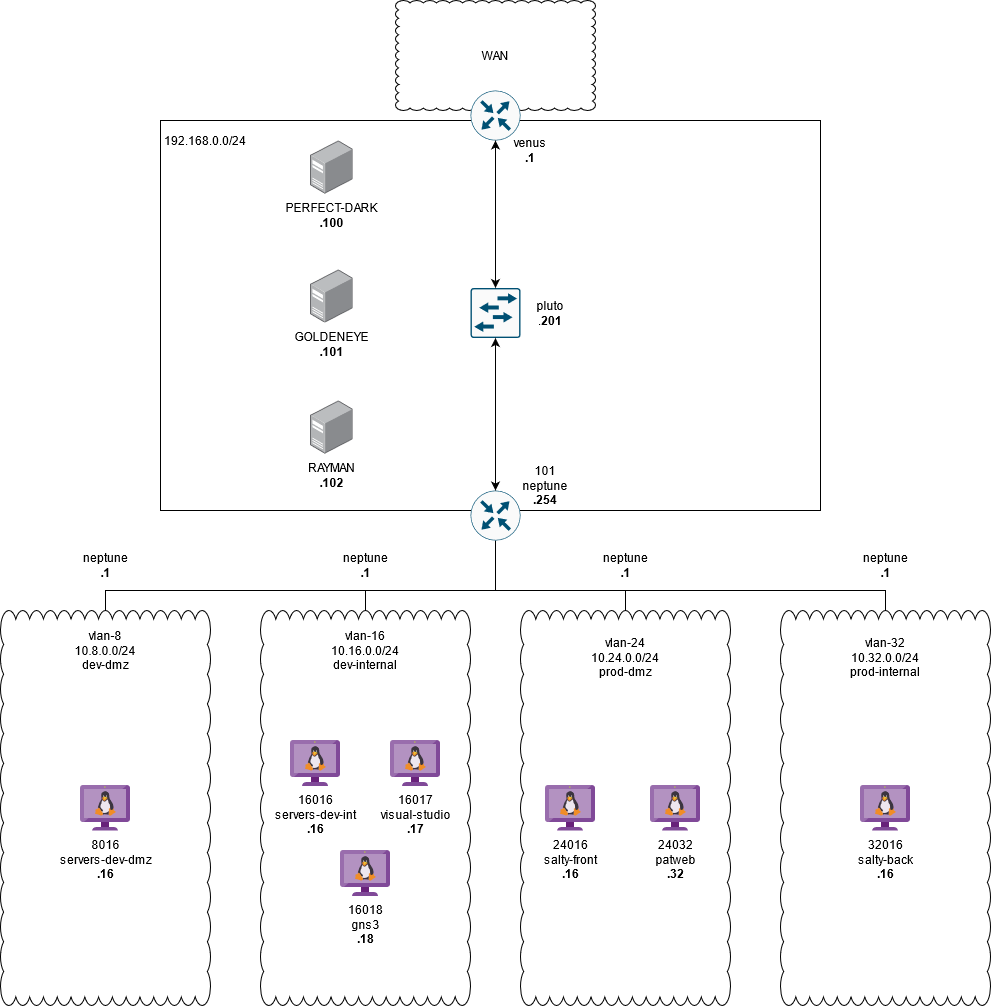 WAN
192.168.0.0/24
venus
.1
PERFECT-DARK
.100
GOLDENEYE
.101
pluto
.201
RAYMAN
.102
101
neptune
.254
neptune
.1
neptune
.1
neptune
.1
neptune
.1
vlan-8
10.8.0.0/24
dev-dmz
vlan-16
10.16.0.0/24
dev-internal
vlan-24
10.24.0.0/24
prod-dmz
vlan-32
10.32.0.0/24
prod-internal
8016
servers-dev-dmz
.16
16016
servers-dev-int
.16
16017
visual-studio
.17
16018
gns3
.18
24016
salty-front
.16
24032
patweb
.32
32016
salty-back
.16